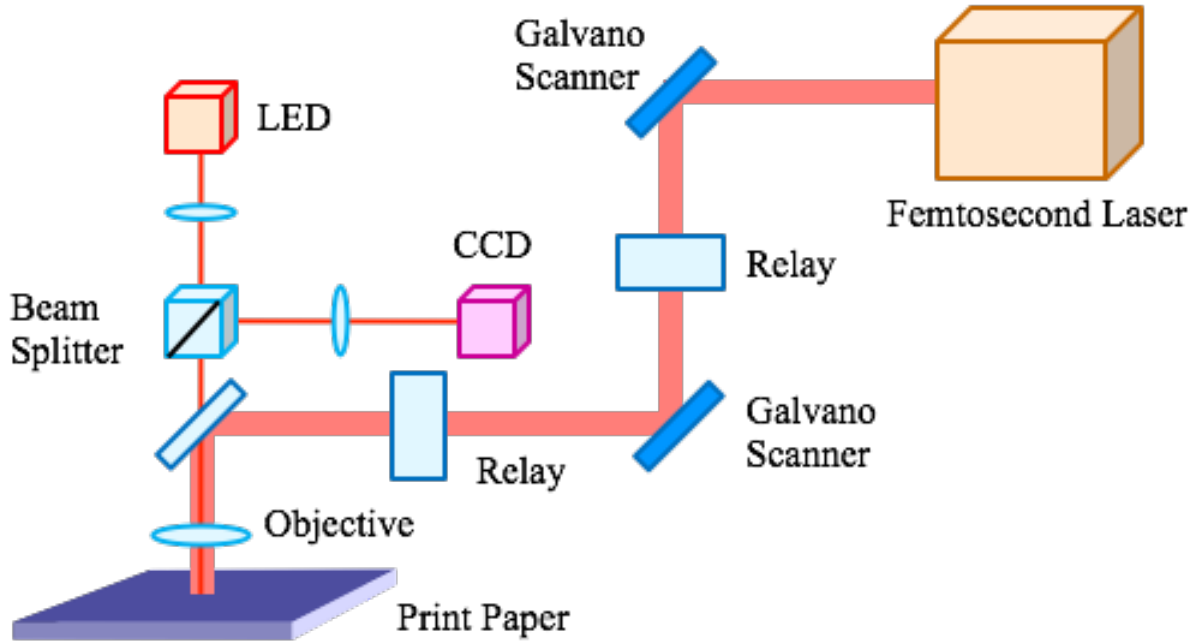 Galvano
Scanner
LED
Femtosecond Laser
CCD
Relay
Beam
Splitter
Galvano
Scanner
Relay
Objective
Print Paper